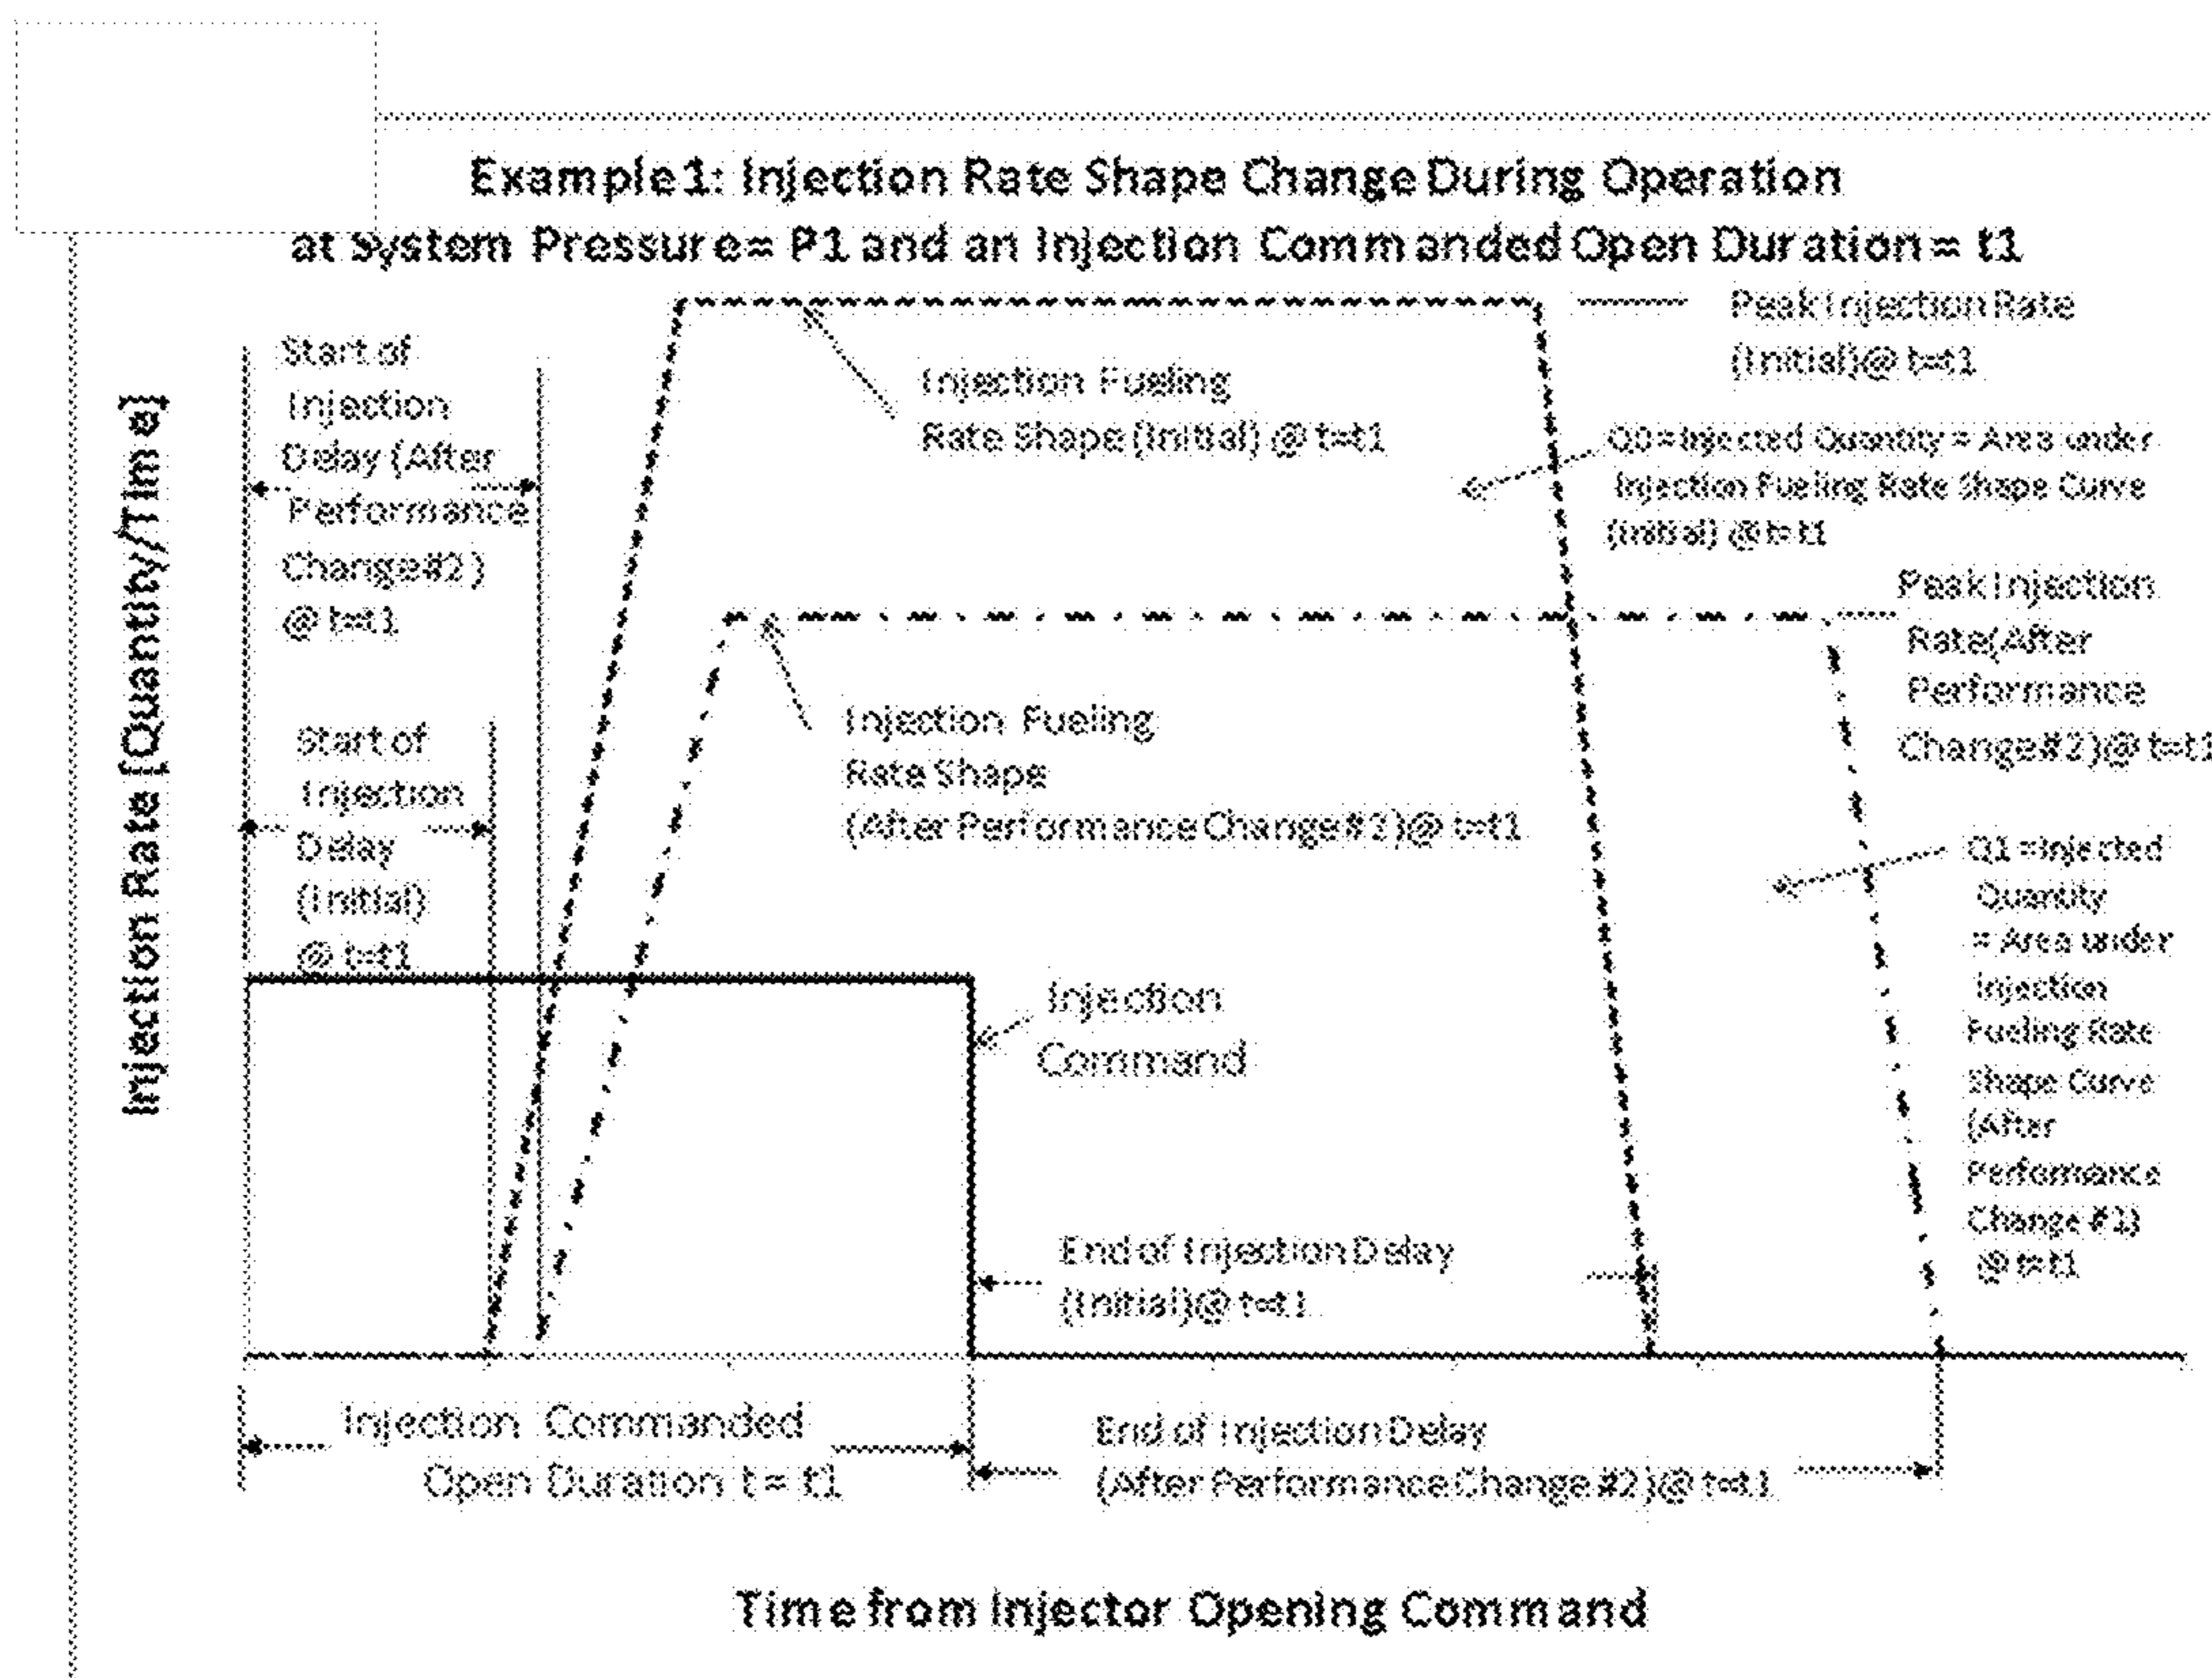 Example 1: Injection Rate Shape Change During Operation
at System Pressure = P1 and an Injection Commanded Open Duration = t1
Injection Rate [Quantity/Time]
Start of
Injection
Delay (After
Performance
Change #2)
@ t=t1
Start of
Injection
Delay
(Initial)
@ t=t1
Injection Fueling
Rate Shape (Initial) @ t=t1
Peak Injection Rate
(Initial)@ t=t1
Q0 =Injected Quantity = Area under
Injection Fueling Rate Shape Curve
(Initial) @ t=t1
Peak Injection
Rate(After
Performance
Change #2)@ t=t1
Injection Fueling
Rate Shape
(After Performance Change #2)@ t=t1
Q1 =Injected
Quantity
= Area under
Injection
Fueling Rate
Shape Curve
(After
Perfomance
Change #1)
@ t=t1
Injection
Command
End of Injection Delay
(Initial)@ t=t1
Injection Commanded
Open Duration t = t1
End of Injection Delay
(After Performance Change #2)@ t=t1
Time from Injector Opening Command